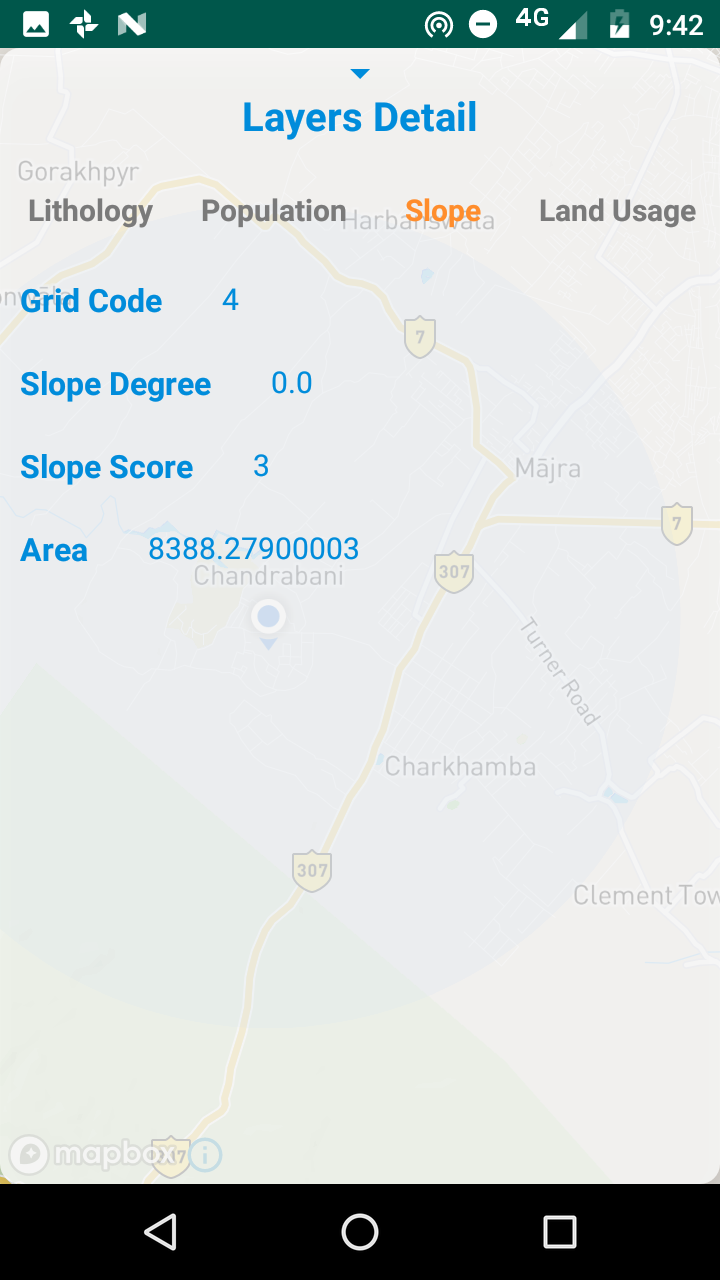 4G 9:42
Layers Detail
Gorakhpyr
Lithology Population Slope Land Usage
Harbanswala
Grid Code 4
7
Slope Degree 0.0
Slope Score 3
Mājra
7
Area 8388.27900003
307
Chandrabani
Turner Road
Charkhamba
307
Clement Tow
mapbox